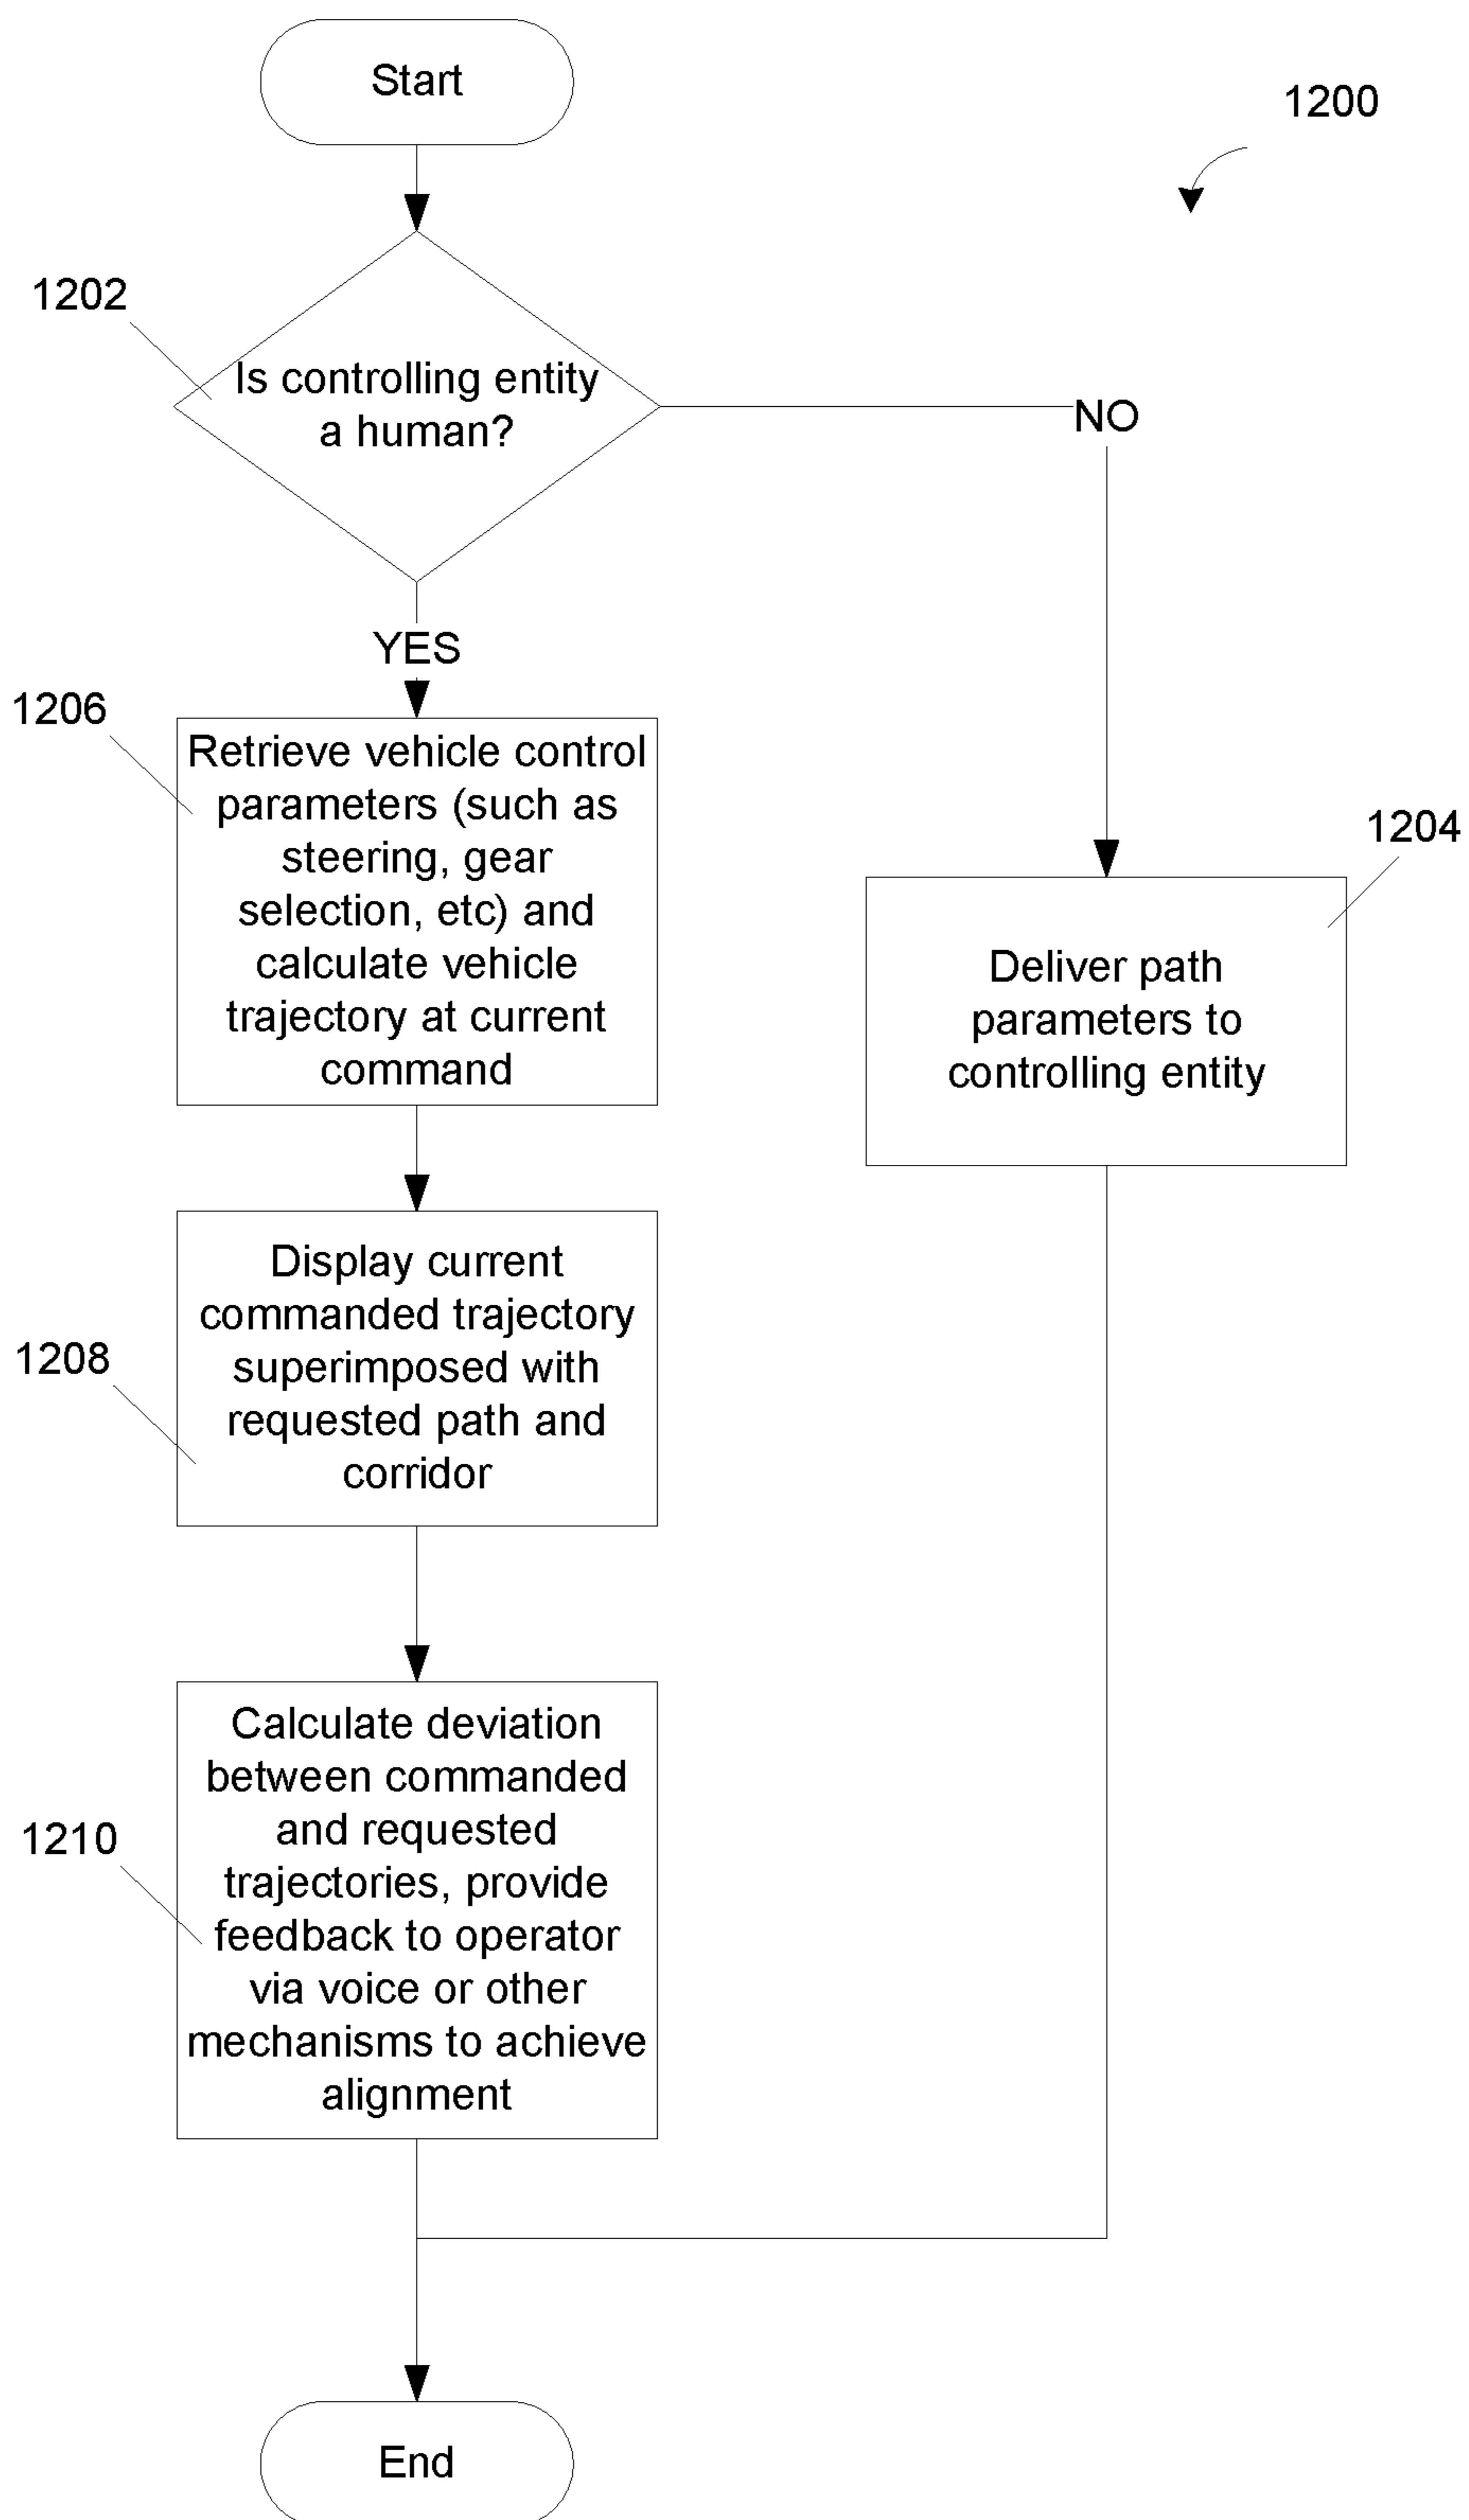 Start
1200
1202
Is controlling entity
a human?
NO
YES
1206
Retrieve vehicle control
parameters (such as
steering, gear
selection, etc) and
calculate vehicle
trajectory at current
command
1204
Deliver path
parameters to
controlling entity
1208
Display current
commanded trajectory
superimposed with
requested path and
corridor
1210
Calculate deviation
between commanded
and requested
trajectories, provide
feedback to operator
via voice or other
mechanisms to achieve
alignment
End